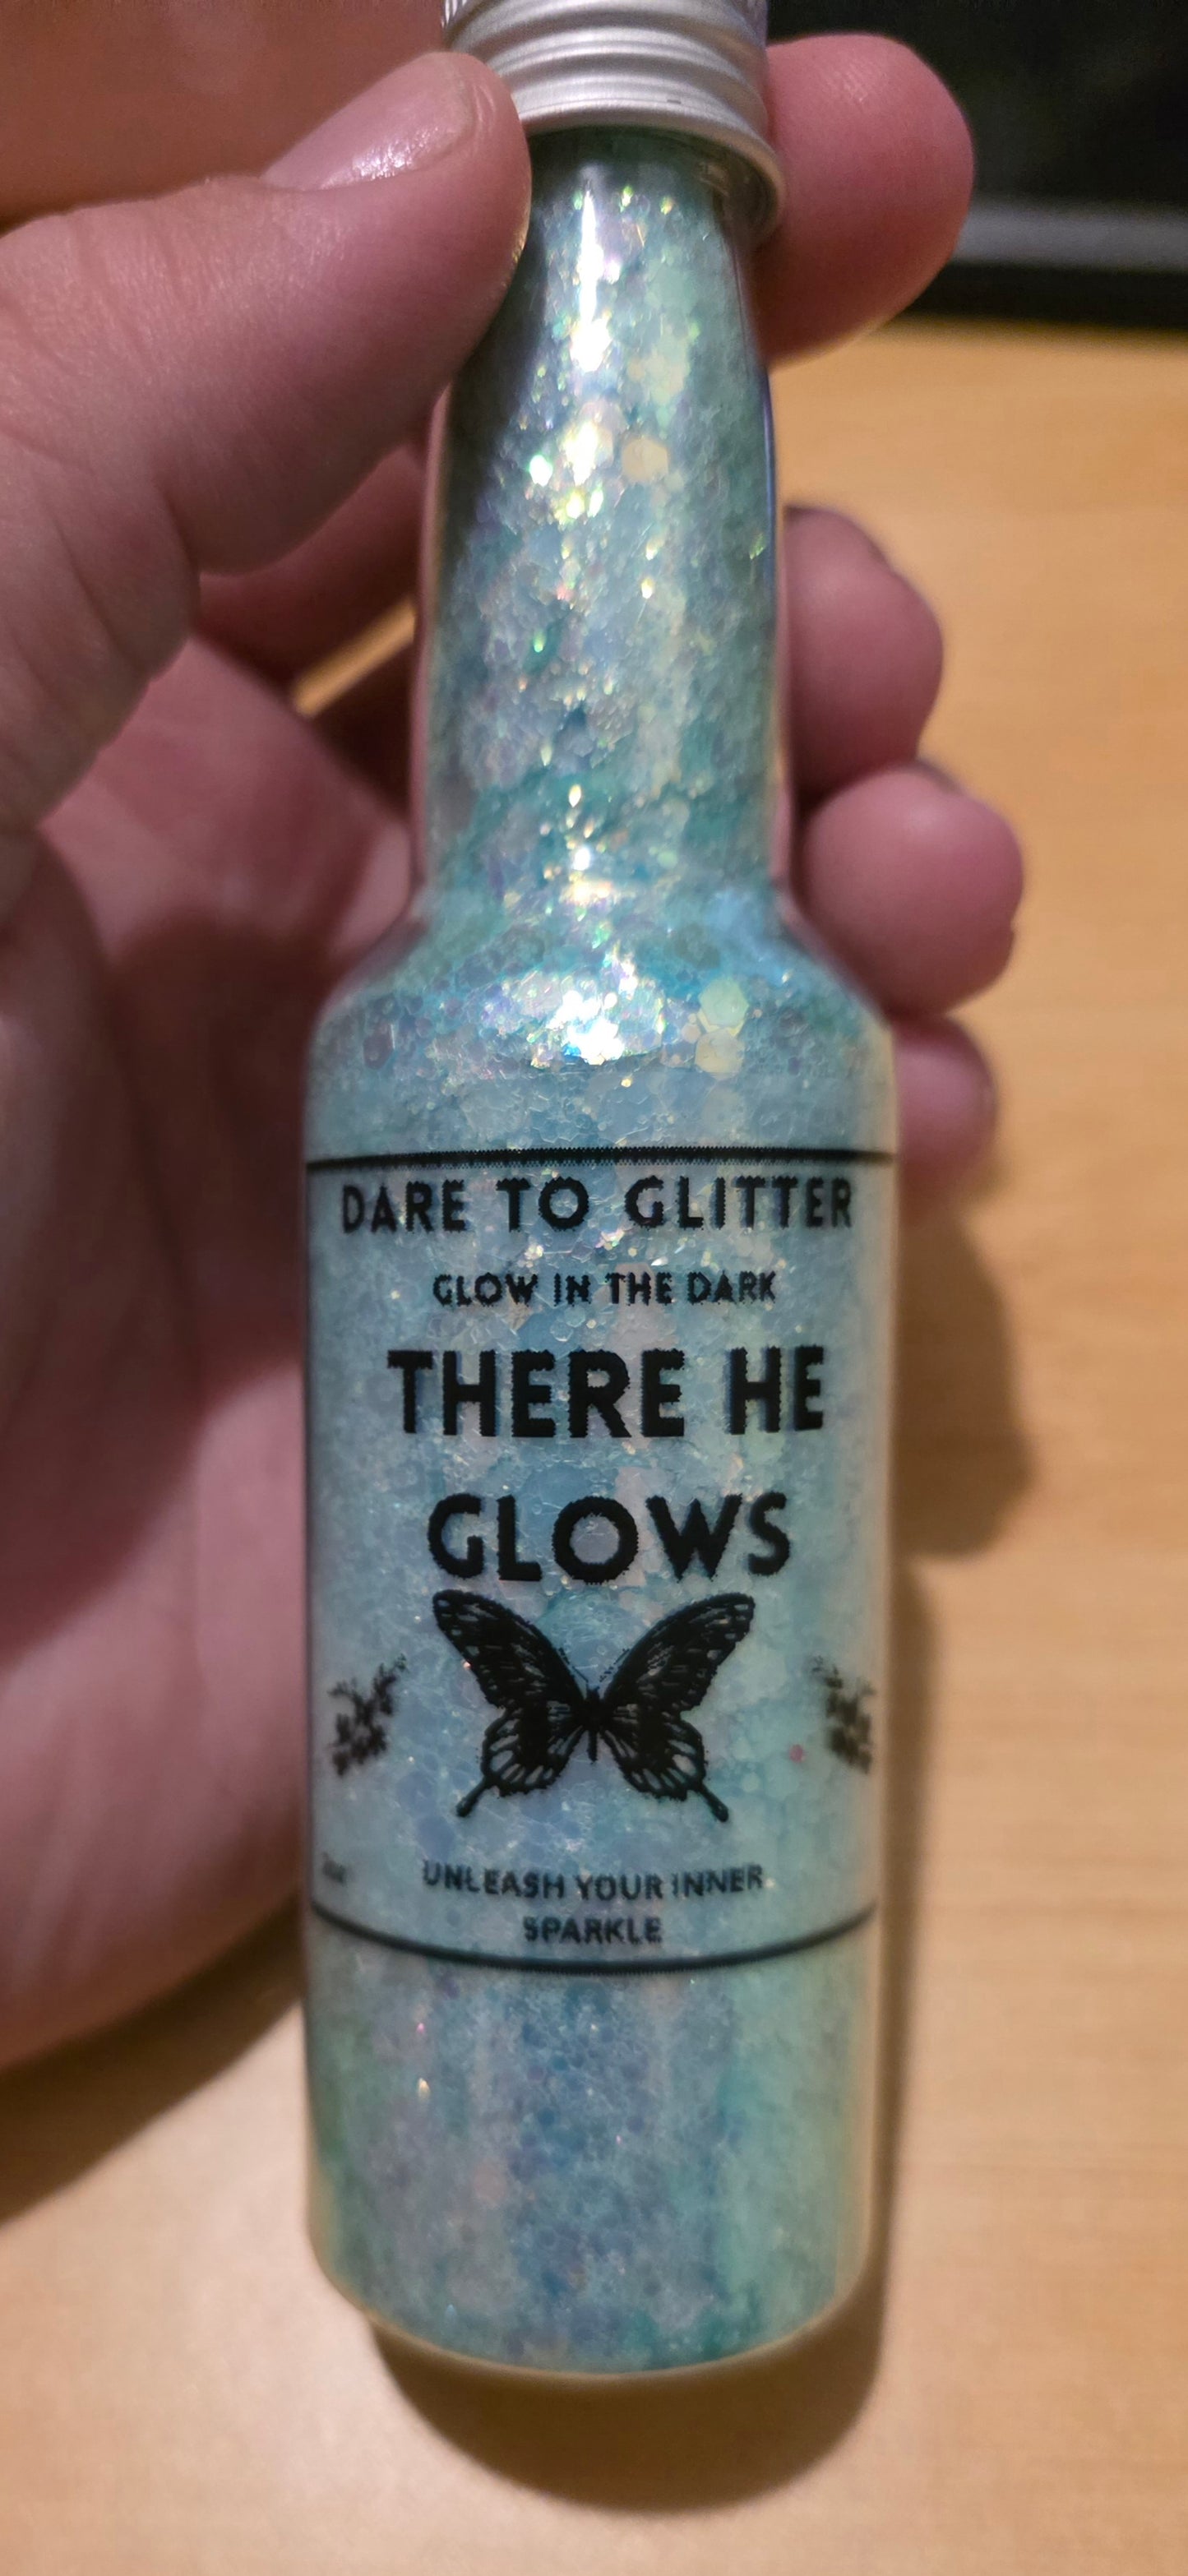 DARE TO GLITTER
GLOW IN THE DARK
THERE HE
GLOWS
UNLEASH YOUR INNER
SPARKLE